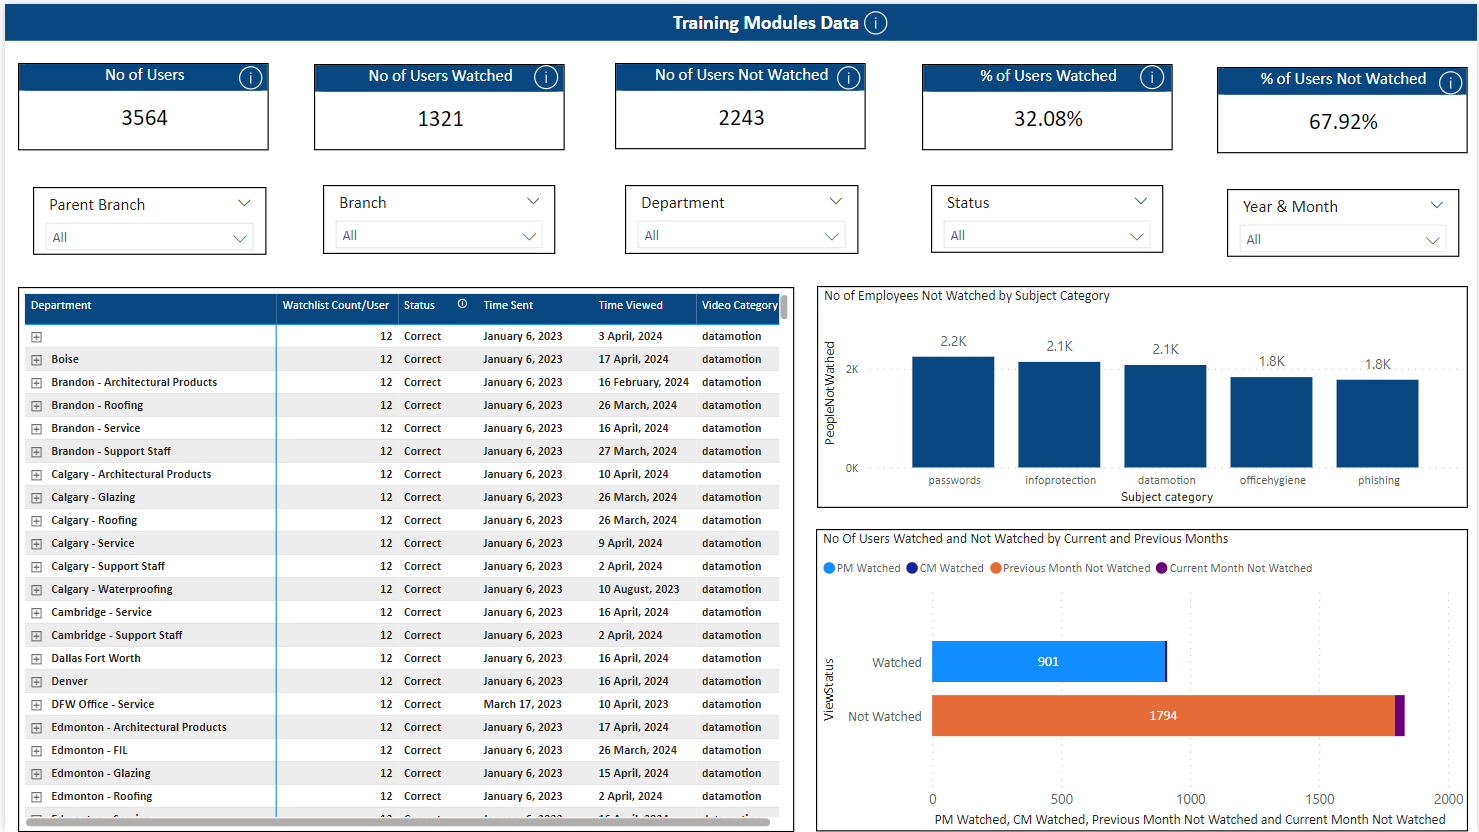 Training Modules Data
No of Users
3564
No of Users Watched
1321
No of Users Not Watched
2243
% of Users Watched
32.08%
% of Users Not Watched
67.92%
Parent Branch
All
Branch
All
Department
All
Status
All
Year & Month
All
Department Watchlist Count/User Status Time Sent Time Viewed Video Category
12 Correct January 6, 2023 3 April, 2024 datamotion
Boise 12 Correct January 6, 2023 17 April, 2024 datamotion
Brandon - Architectural Products 12 Correct January 6, 2023 16 February, 2024 datamotion
Brandon - Roofing 12 Correct January 6, 2023 26 March, 2024 datamotion
Brandon - Service 12 Correct January 6, 2023 16 April, 2024 datamotion
Brandon - Support Staff 12 Correct January 6, 2023 27 March, 2024 datamotion
Calgary - Architectural Products 12 Correct January 6, 2023 10 April, 2024 datamotion
Calgary - Glazing 12 Correct January 6, 2023 26 March, 2024 datamotion
Calgary - Roofing 12 Correct January 6, 2023 26 March, 2024 datamotion
Calgary - Service 12 Correct January 6, 2023 9 April, 2024 datamotion
Calgary - Support Staff 12 Correct January 6, 2023 2 April, 2024 datamotion
Calgary - Waterproofing 12 Correct January 6, 2023 10 August, 2023 datamotion
Cambridge - Service 12 Correct January 6, 2023 16 April, 2024 datamotion
Cambridge - Support Staff 12 Correct January 6, 2023 2 April, 2024 datamotion
Dallas Fort Worth 12 Correct January 6, 2023 16 April, 2024 datamotion
Denver 12 Correct January 6, 2023 16 April, 2024 datamotion
DFW Office - Service 12 Correct March 17, 2023 10 April, 2023 datamotion
Edmonton - Architectural Products 12 Correct January 6, 2023 17 April, 2024 datamotion
Edmonton - FIL 12 Correct January 6, 2023 26 March, 2024 datamotion
Edmonton - Glazing 12 Correct January 6, 2023 15 April, 2024 datamotion
Edmonton - Roofing 12 Correct January 6, 2023 2 April, 2024 datamotion
No of Employees Not Watched by Subject Category
PeopleNotWathed
2K
0K
2.2K
2.1K
2.1K
1.8K
1.8K
passwords infoprotection datamotion officehygiene phishing
Subject category
No Of Users Watched and Not Watched by Current and Previous Months
PM Watched CM Watched Previous Month Not Watched Current Month Not Watched
ViewStatus
Watched 901
Not Watched 1794
0 500 1000 1500 2000
PM Watched, CM Watched, Previous Month Not Watched and Current Month Not Watched